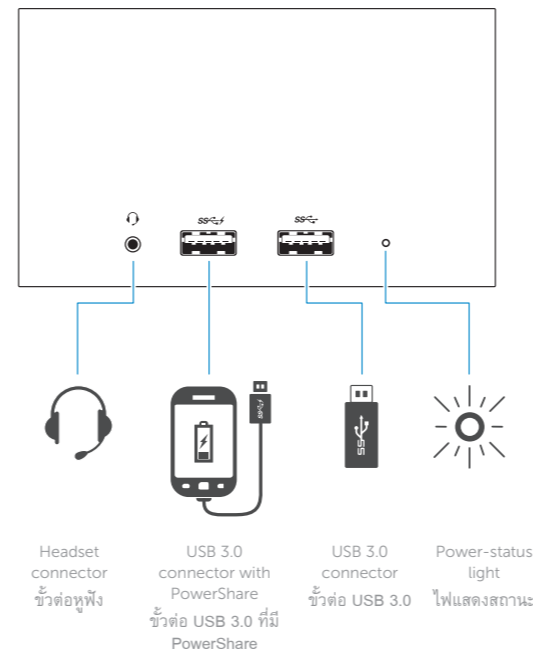 Headset
connector
ขั้วต่อหูฟัง
USB 3.0
connector with
PowerShare
ขั้วต่อ USB 3.0 ที่มี
PowerShare
USB 3.0
connector
ขั้วต่อ USB 3.0
Power-status
light
ไฟแสดงสถานะ